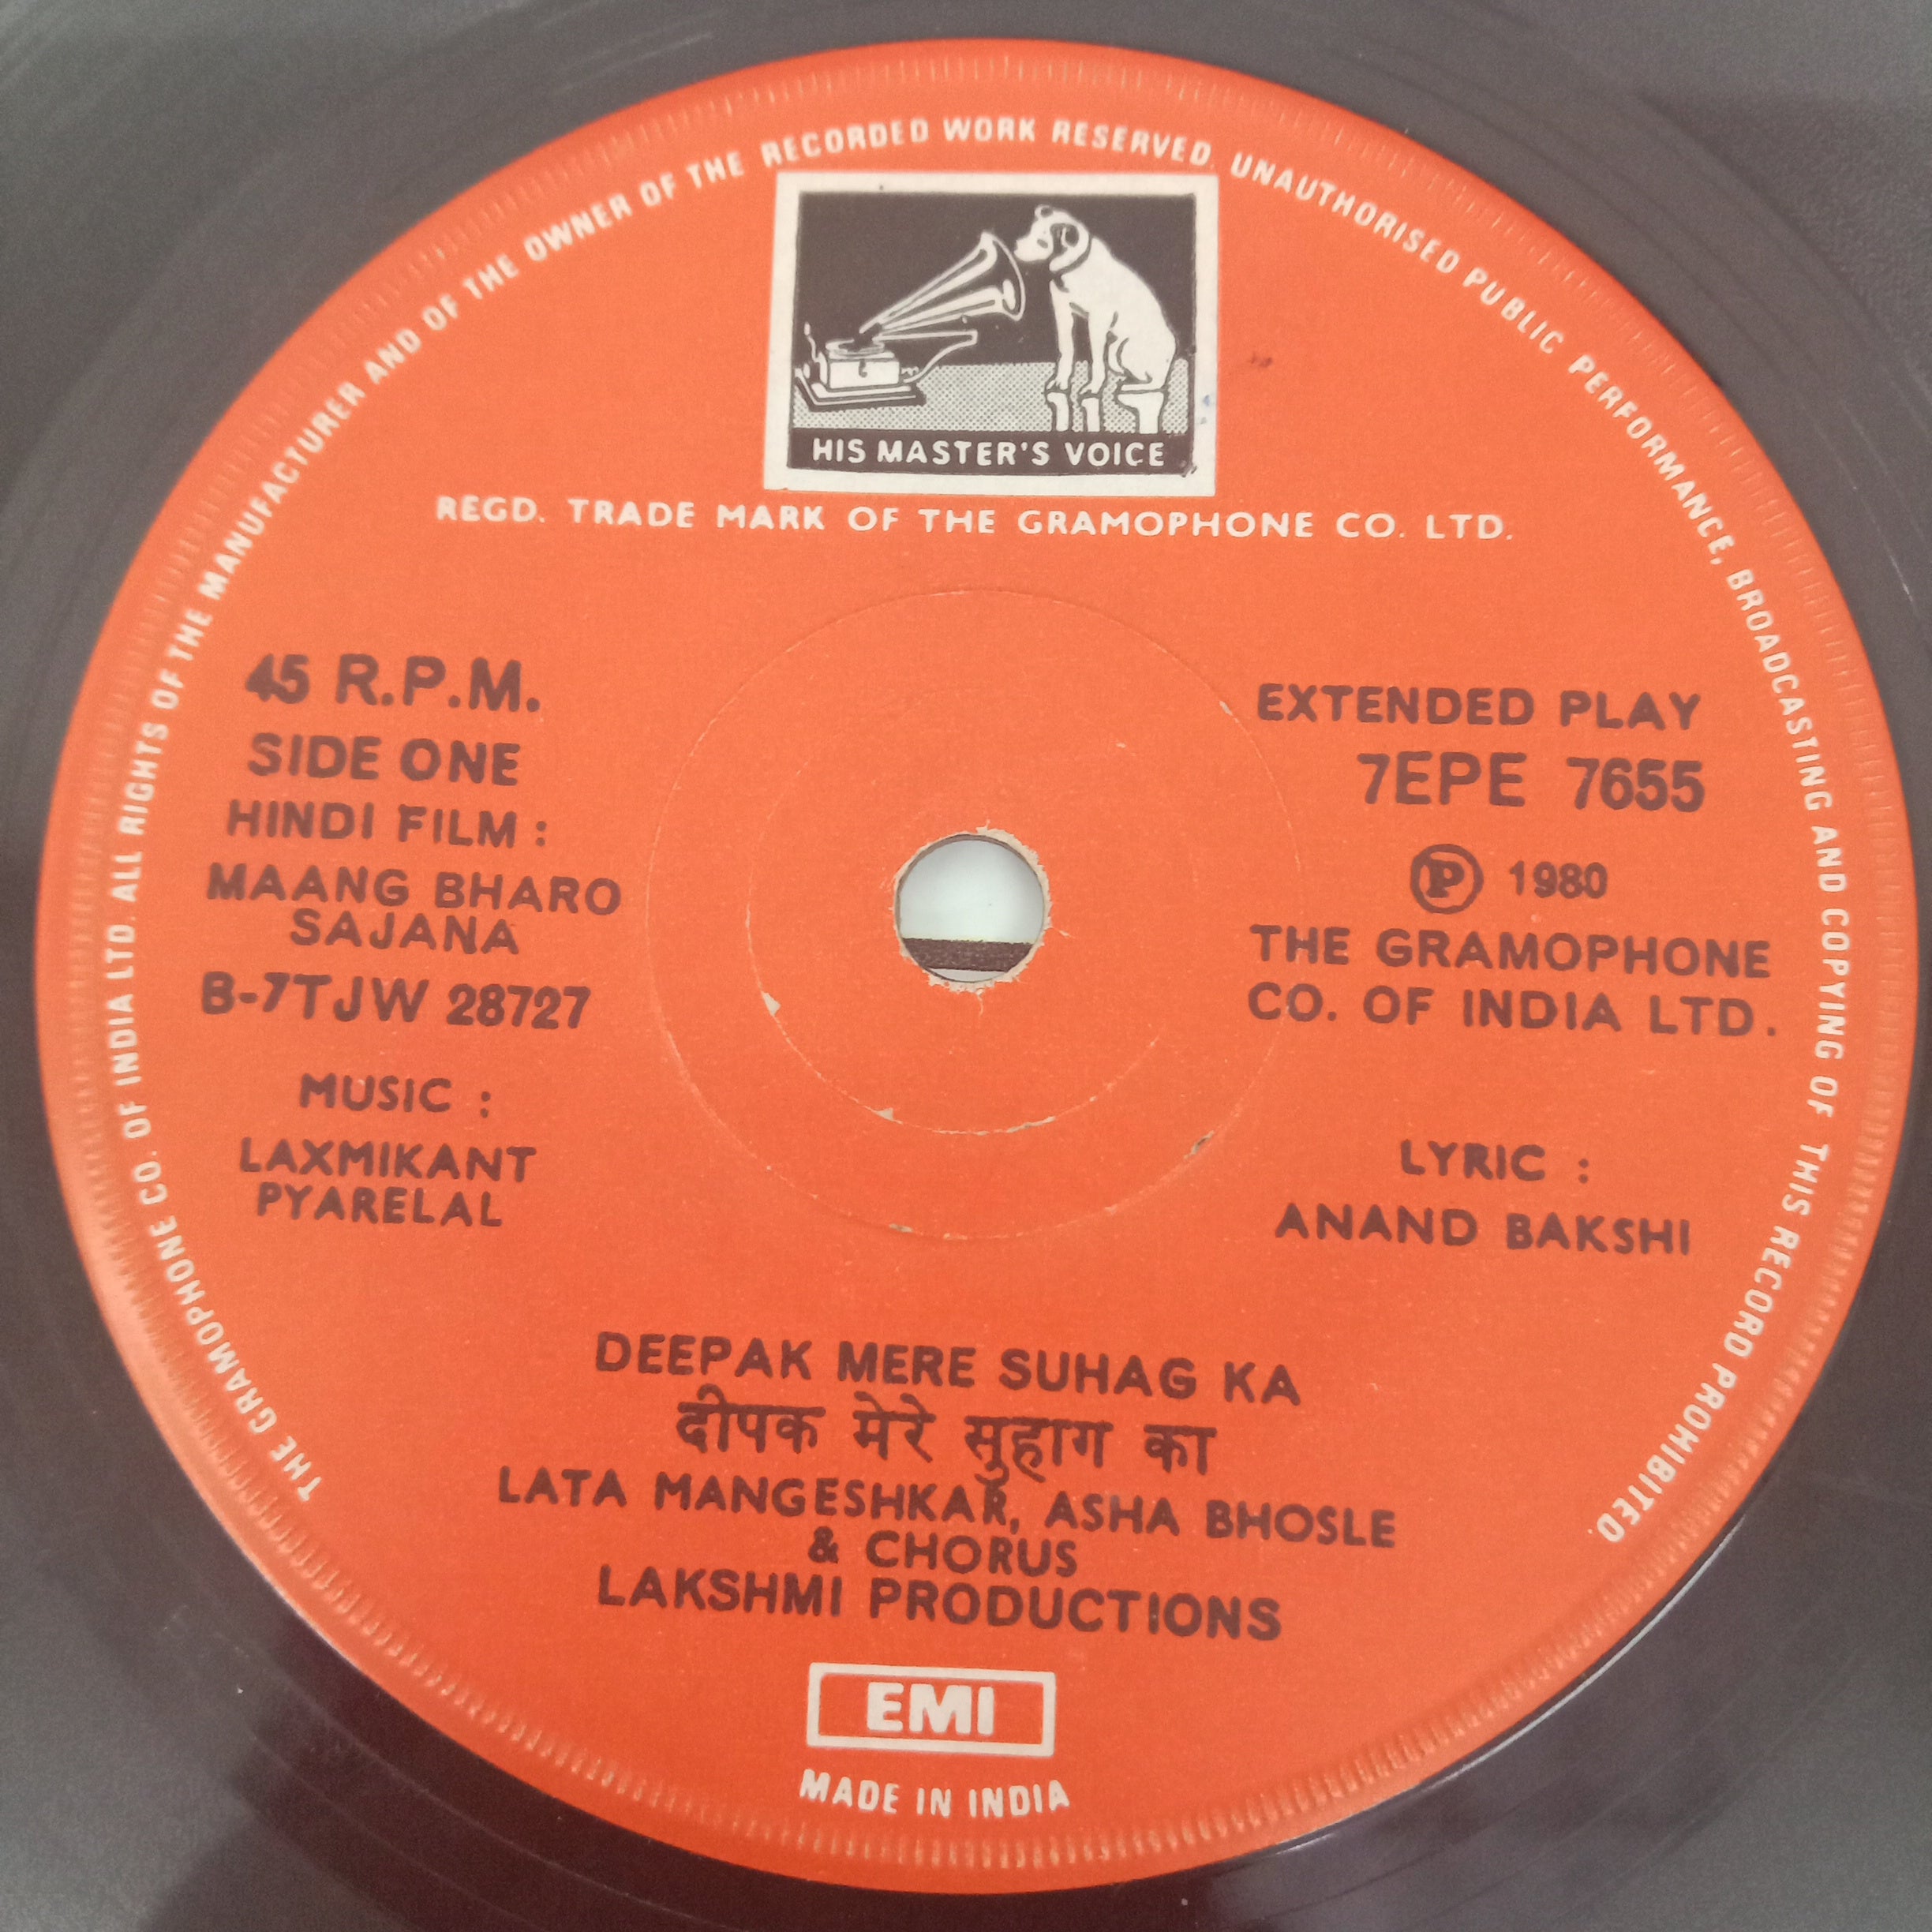 THE GRAMOPHONE CO. OF INDIA LTD. ALL RIGHTS OF THE MANUFACTURER AND OF THE OWNER OF THE RECORDED WORK RESERVED. UNAUTHORISED PUBLIC PERFORMANCE, BROADCASTING AND COPYING OF THIS RECORD PROHIBITED.
HIS MASTER'S VOICE
REGD. TRADE MARK OF THE GRAMOPHONE CO. LTD.
45 R.P.M.
SIDE ONE
HINDI FILM :
MAANG BHARO
SAJANA
B-7TJW 28727
MUSIC :
LAXMIKANT
PYARELAL
EXTENDED PLAY
7EPE 7655
Ⓟ 1980
THE GRAMOPHONE
CO. OF INDIA LTD.
LYRIC :
ANAND BAKSHI
DEEPAK MERE SUHAG KA
दीपक मेरे सुहाग का
LATA MANGESHKAR, ASHA BHOSLE
& CHORUS
LAKSHMI PRODUCTIONS
EMI
MADE IN INDIA